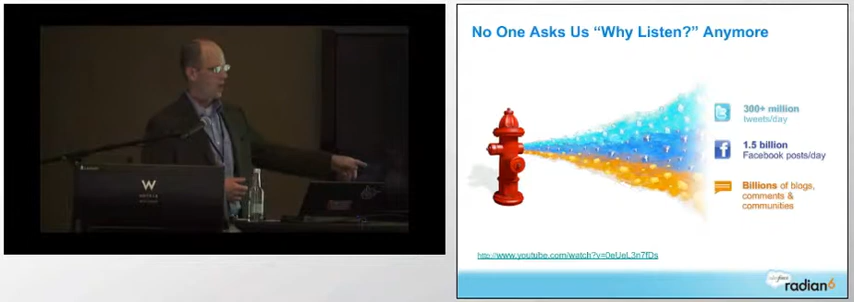 W
No One Asks Us “Why Listen?” Anymore
300+ million
tweets/day
1.5 billion
Facebook posts/day
Billions of blogs,
comments &
communities
http://www.youtube.com/watch?v=0eUeL3n7fDs
radian6